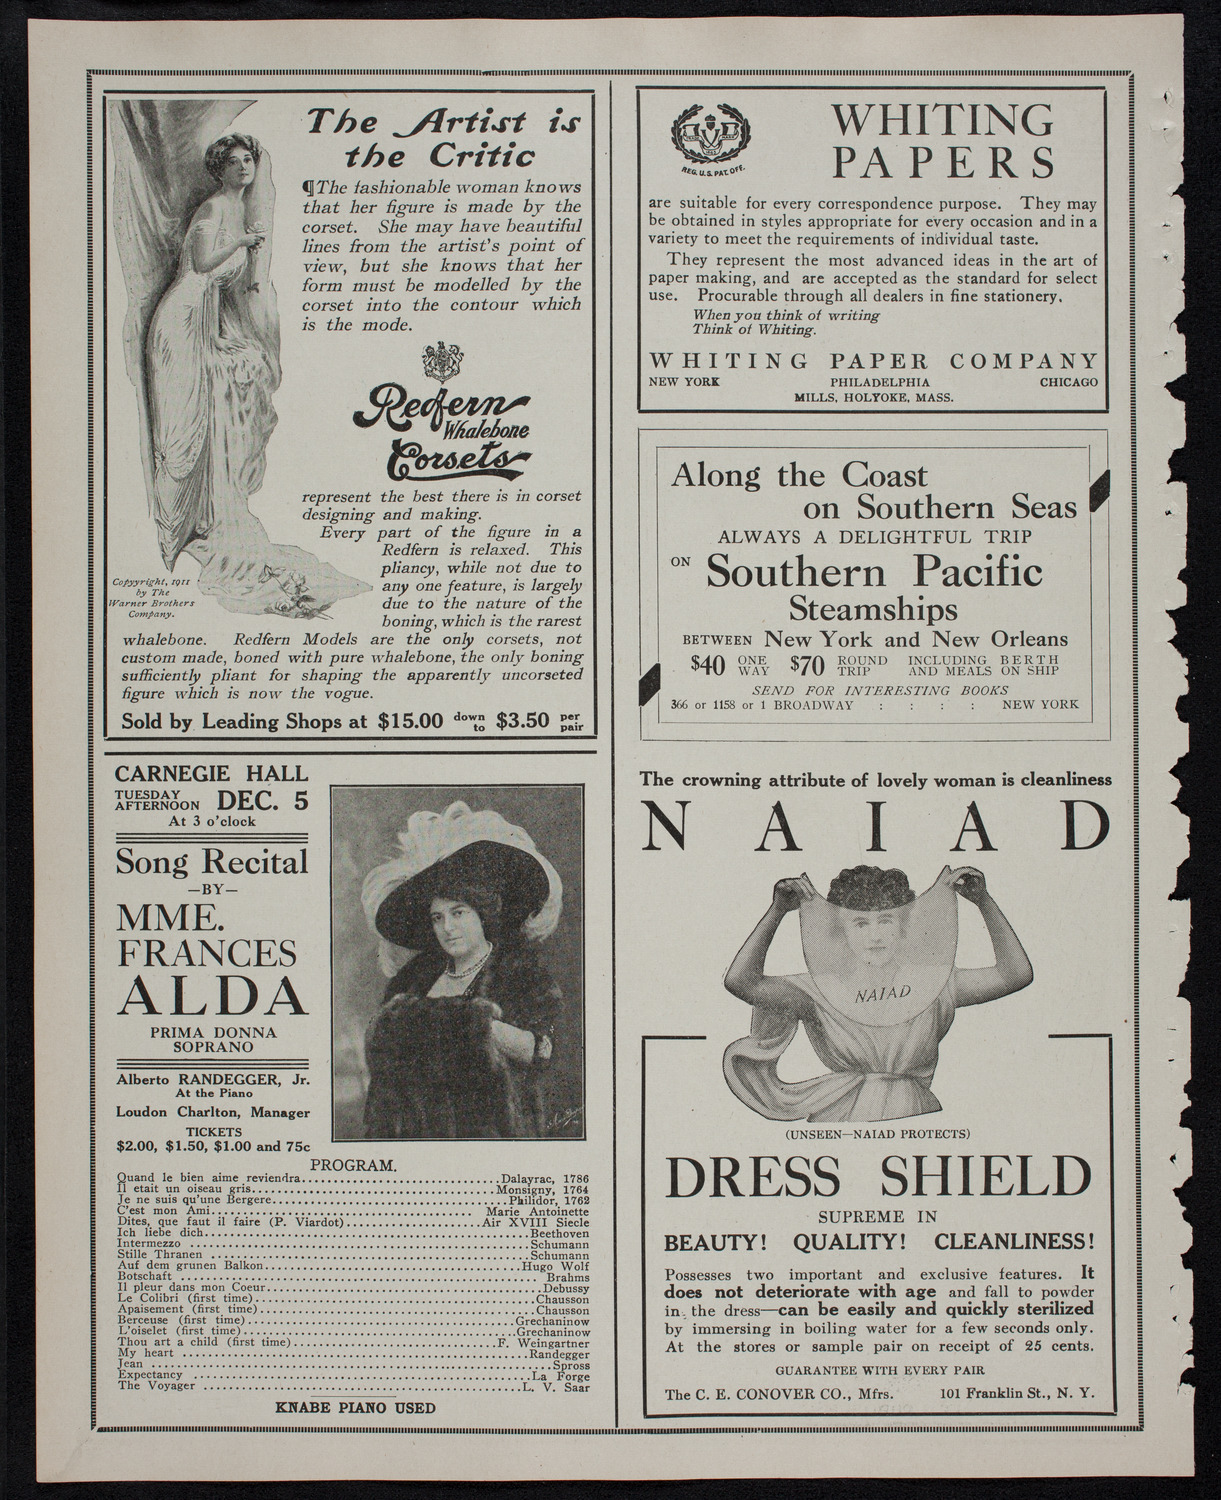 The Artist is
the Critic
¶The fashionable woman knows
that her figure is made by the
corset. She may have beautiful
lines from the artist's point of
view, but she knows that her
form must be modelled by the
corset into the contour which
is the mode.
Redfern
Whalebone
Corsets
represent the best there is in corset
designing and making.
Every part of the figure in a
Redfern is relaxed. This
pliancy, while not due to
any one feature, is largely
due to the nature of the
boning, which is the rarest
Copyyright, 1911
by The
Warner Brothers
Company.
whalebone. Redfern Models are the only corsets, not
custom made, boned with pure whalebone, the only boning
sufficiently pliant for shaping the apparently uncorseted
figure which is now the vogue.
Sold by Leading Shops at $15.00 down to $3.50 per pair
CARNEGIE HALL
TUESDAY
AFTERNOON DEC. 5
At 3 o'clock
Song Recital
—BY—
MME.
FRANCES
ALDA
PRIMA DONNA
SOPRANO
Alberto RANDEGGER, Jr.
At the Piano
Loudon Charlton, Manager
TICKETS
$2.00, $1.50, $1.00 and 75c
PROGRAM.
Quand le bien aime reviendra.......Dalayrac, 1786
Il etait un oiseau gris.......Monsigny, 1764
Je ne suis qu'une Bergere.......Philidor, 1762
C'est mon Ami....... Marie Antoinette
Dites, que faut il faire (P. Viardot).......Air XVIII Siecle
Ich liebe dich.......Beethoven
Intermezzo .......Schumann
Stille Thranen .......Schumann
Auf dem grunen Balkon.......Hugo Wolf
Botschaft ....... Brahms
Il pleur dans mon Coeur.......Debussy
Le Colibri (first time).......Chausson
Apaisement (first time).......Chausson
Berceuse (first time).......Grechaninow
L'oiselet (first time).......Grechaninow
Thou art a child (first time).......F. Weingartner
My heart .......Randegger
Jean .......Spross
Expectancy .......La Forge
The Voyager .......L. V. Saar
KNABE PIANO USED
REG. U.S. PAT. OFF.
WHITING
PAPERS
are suitable for every correspondence purpose. They may
be obtained in styles appropriate for every occasion and in a
variety to meet the requirements of individual taste.
They represent the most advanced ideas in the art of
paper making, and are accepted as the standard for select
use. Procurable through all dealers in fine stationery.
When you think of writing
Think of Whiting.
WHITING PAPER COMPANY
NEW YORK PHILADELPHIA CHICAGO
MILLS, HOLYOKE, MASS.
Along the Coast
on Southern Seas
ALWAYS A DELIGHTFUL TRIP
ON Southern Pacific
Steamships
BETWEEN New York and New Orleans
$40 ONE WAY $70 ROUND TRIP INCLUDING BERTH AND MEALS ON SHIP
SEND FOR INTERESTING BOOKS
366 or 1158 or 1 BROADWAY : : : : NEW YORK
The crowning attribute of lovely woman is cleanliness
NAIAD
NAIAD
(UNSEEN—NAIAD PROTECTS)
DRESS SHIELD
SUPREME IN
BEAUTY! QUALITY! CLEANLINESS!
Possesses two important and exclusive features. It
does not deteriorate with age and fall to powder
in the dress—can be easily and quickly sterilized
by immersing in boiling water for a few seconds only.
At the stores or sample pair on receipt of 25 cents.
GUARANTEE WITH EVERY PAIR
The C. E. CONOVER CO., Mfrs. 101 Franklin St., N. Y.